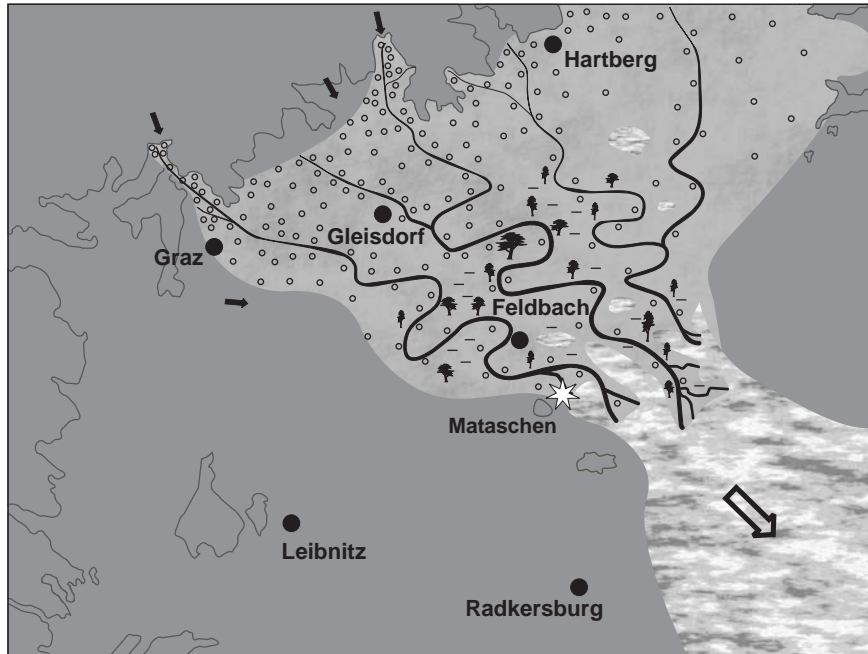 Hartberg
Gleisdorf
Graz
Feldbach
Mataschen
Leibnitz
Radkersburg